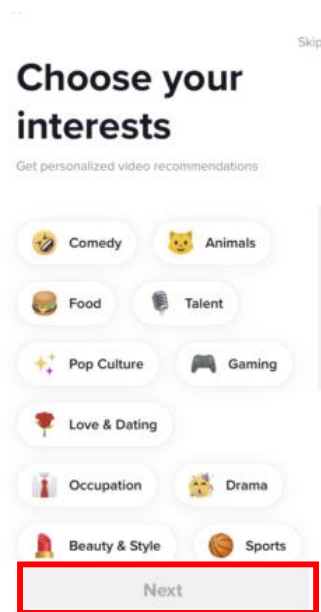 Skip
Choose your
interests
Get personalized video recommendations
Comedy Animals
Food Talent
Pop Culture Gaming
Love & Dating
Occupation Drama
Beauty & Style Sports
Next